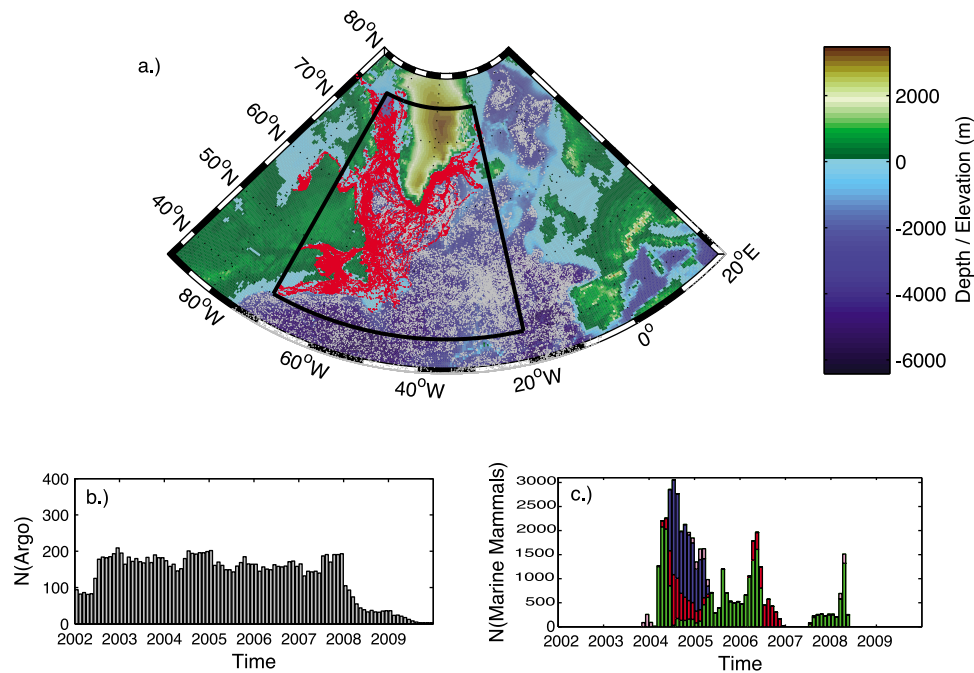 a.)
80°N
70°N
60°N
50°N
40°N
80°W
60°W
40°W
20°W
0°
20°E
2000
0
-2000
-4000
-6000
Depth / Elevation (m)
b.)
N(Argo)
400
300
200
100
0
2002 2003 2004 2005 2006 2007 2008 2009
Time
c.)
N(Marine Mammals)
3000
2500
2000
1500
1000
500
0
2002 2003 2004 2005 2006 2007 2008 2009
Time